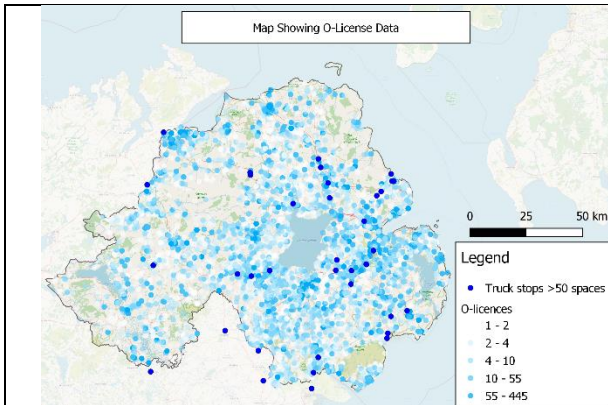 Map Showing O-License Data
0 25 50 km
Legend
Truck stops >50 spaces
O-licences
1 - 2
2 - 4
4 - 10
10 - 55
55 - 445